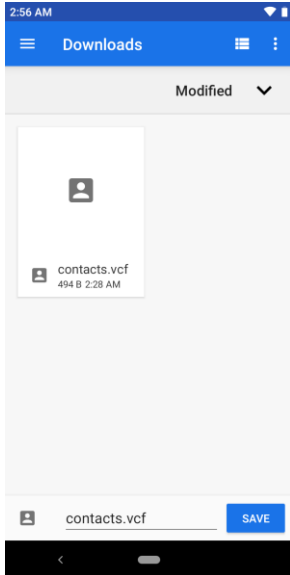 2:56 AM
Downloads
Modified
contacts.vcf
494 B 2:28 AM
contacts.vcf
SAVE